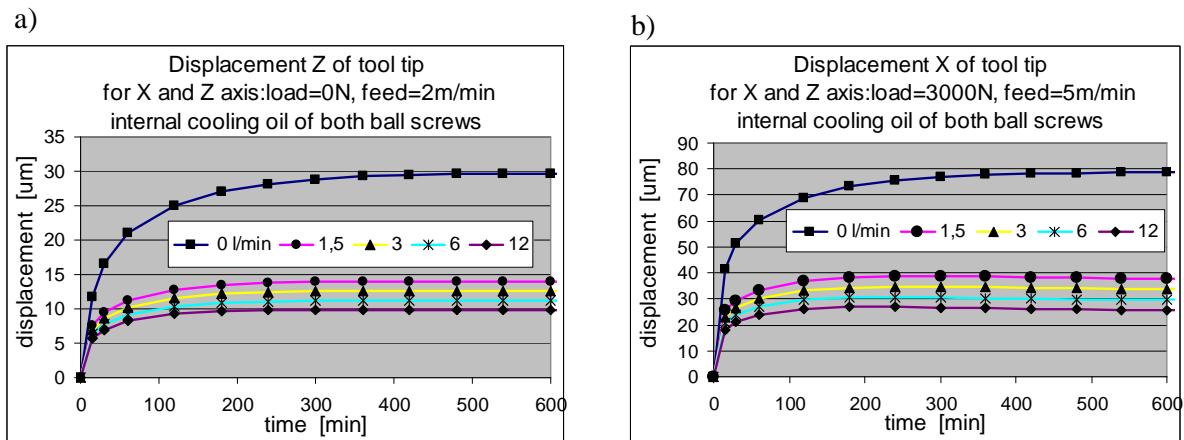 a)
Displacement Z of tool tip
for X and Z axis:load=0N, feed=2m/min
internal cooling oil of both ball screws
35
30
25
20
15
10
5
0
displacement [um]
0 l/min 1,5 3 6 12
0 100 200 300 400 500 600
time [min]
b)
Displacement X of tool tip
for X and Z axis:load=3000N, feed=5m/min
internal cooling oil of both ball screws
90
80
70
60
50
40
30
20
10
0
displacement [um]
0 l/min 1,5 3 6 12
0 100 200 300 400 500 600
time [min]